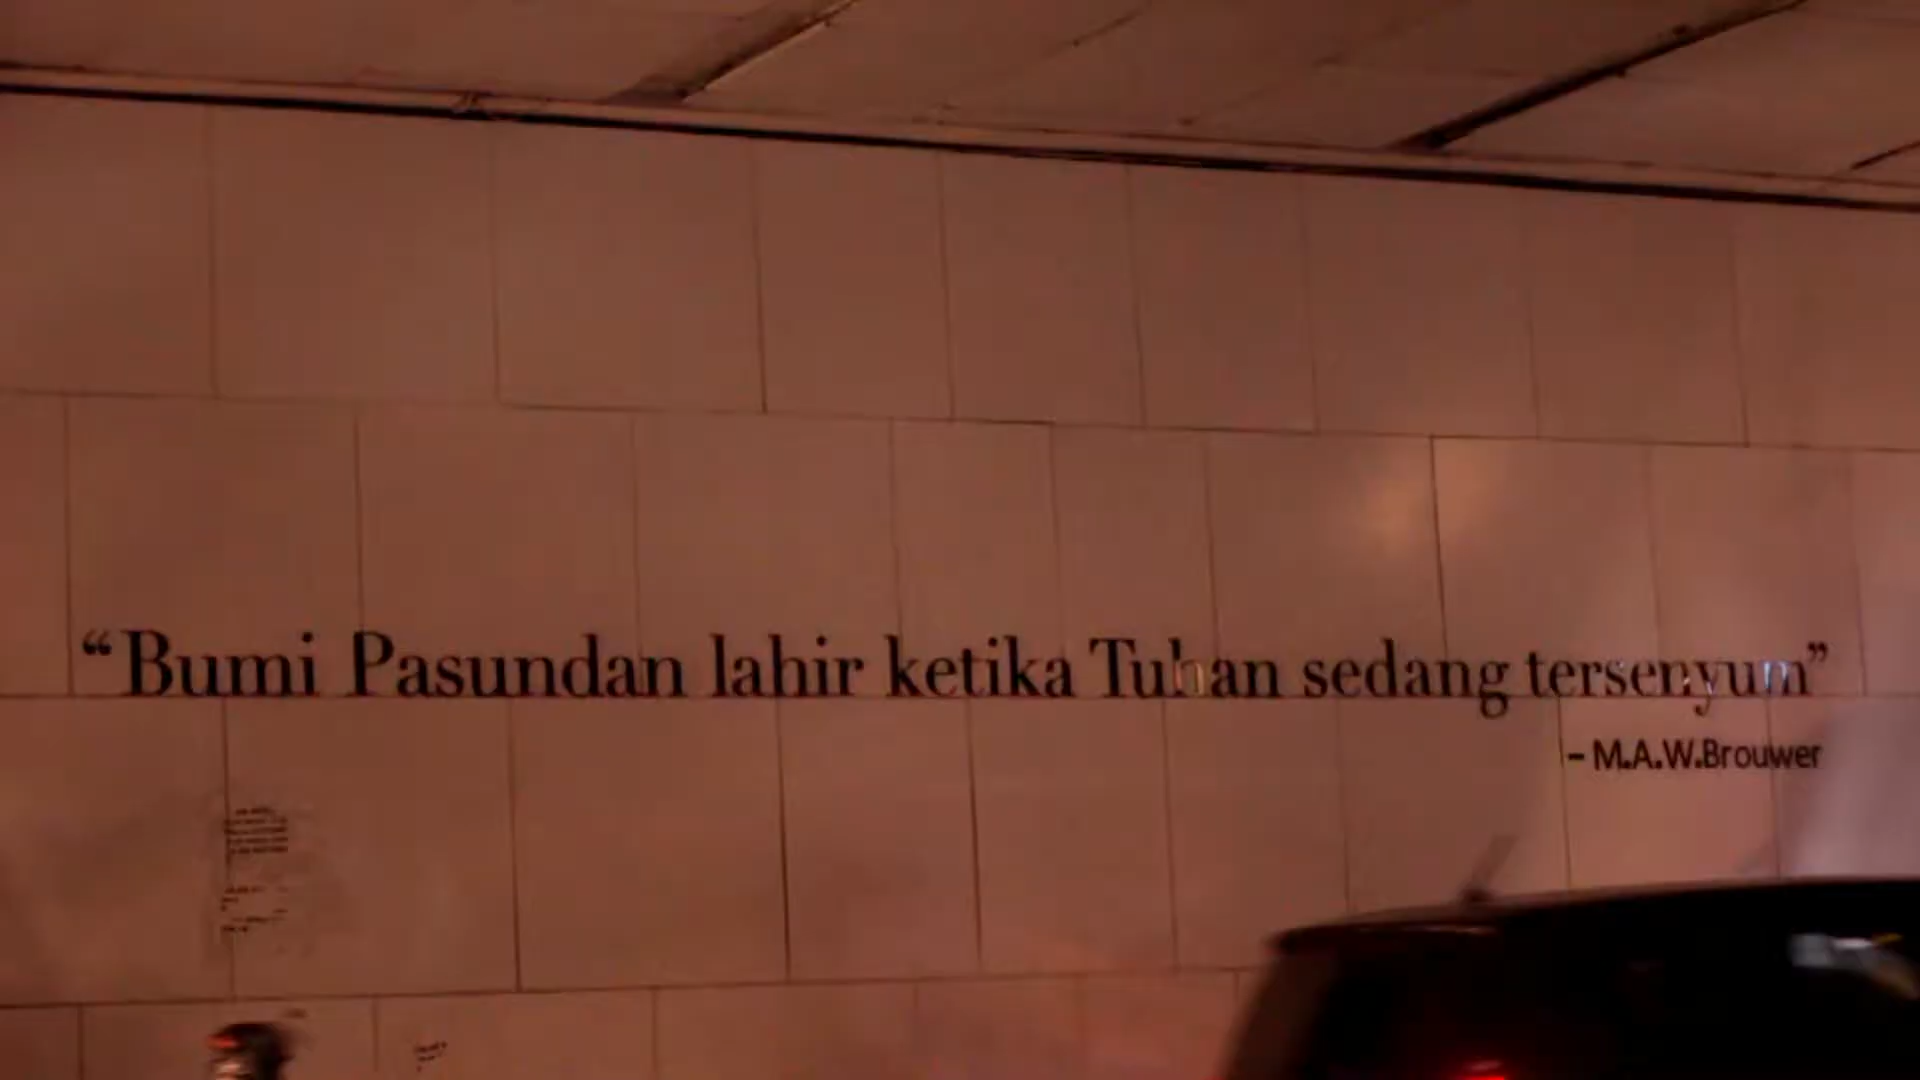 “Bumi Pasundan lahir ketika Tuhan sedang tersenyum”
– M.A.W.Brouwer